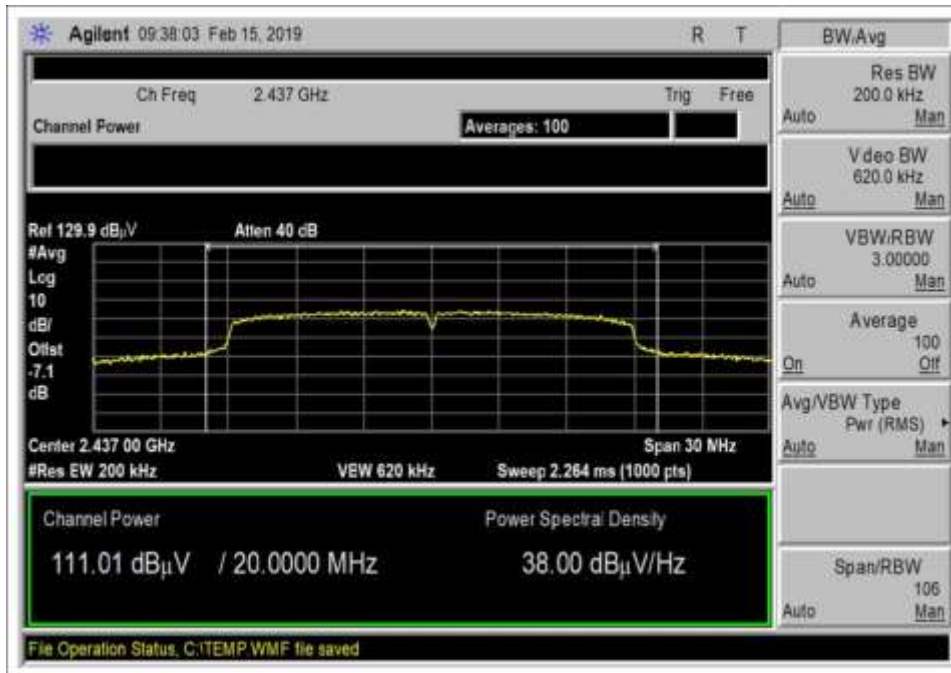 Agilent 09:38:03 Feb 15, 2019 R T
Ch Freq 2.437 GHz Trig Free
Channel Power Averages: 100
Ref 129.9 dBµV Atten 40 dB
#Avg
Log
10
dB/
Offst
-7.1
dB
Center 2.437 00 GHz Span 30 MHz
#Res BW 200 kHz VBW 620 kHz Sweep 2.264 ms (1000 pts)
Channel Power Power Spectral Density
111.01 dBµV / 20.0000 MHz 38.00 dBµV/Hz
File Operation Status, C:\TEMP.WMF file saved
BW/Avg
Res BW
200.0 kHz
Auto Man
Video BW
620.0 kHz
Auto Man
VBW/RBW
3.00000
Auto Man
Average
100
On Off
Avg/VBW Type
Pwr (RMS)
Auto Man
Span/RBW
106
Auto Man